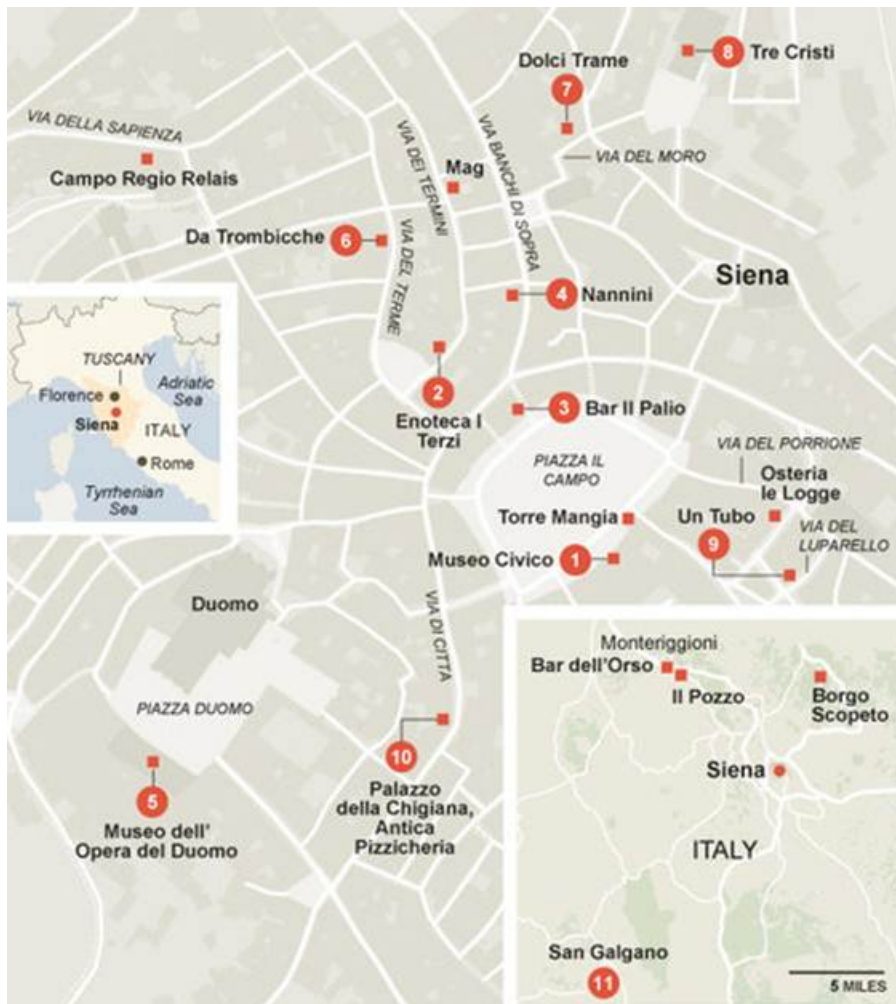 8 Tre Cristi
Dolci Trame
7
VIA DELLA SAPIENZA
VIA DEI TERMINI
VIA BANCHI DI SOPRA
VIA DEL MORO
Mag
Campo Regio Relais
Da Trombicche 6
VIA DEL TERME
Siena
4 Nannini
TUSCANY
Adriatic
Sea
Florence
Siena
ITALY
Rome
Tyrrhenian
Sea
2
Enoteca I
Terzi
3 Bar Il Palio
PIAZZA IL
CAMPO
VIA DEL PORRIONE
Osteria
le Logge
Torre Mangia
Un Tubo
9
VIA DEL
LUPARELLO
Museo Civico 1
Duomo
VIA DI CITTA
PIAZZA DUOMO
10
Palazzo
della Chigiana,
Antica
Pizzicheria
5
Museo dell'
Opera del Duomo
Monteriggioni
Bar dell'Orso
Il Pozzo
Borgo
Scopeto
Siena
ITALY
San Galgano
11
5 MILES